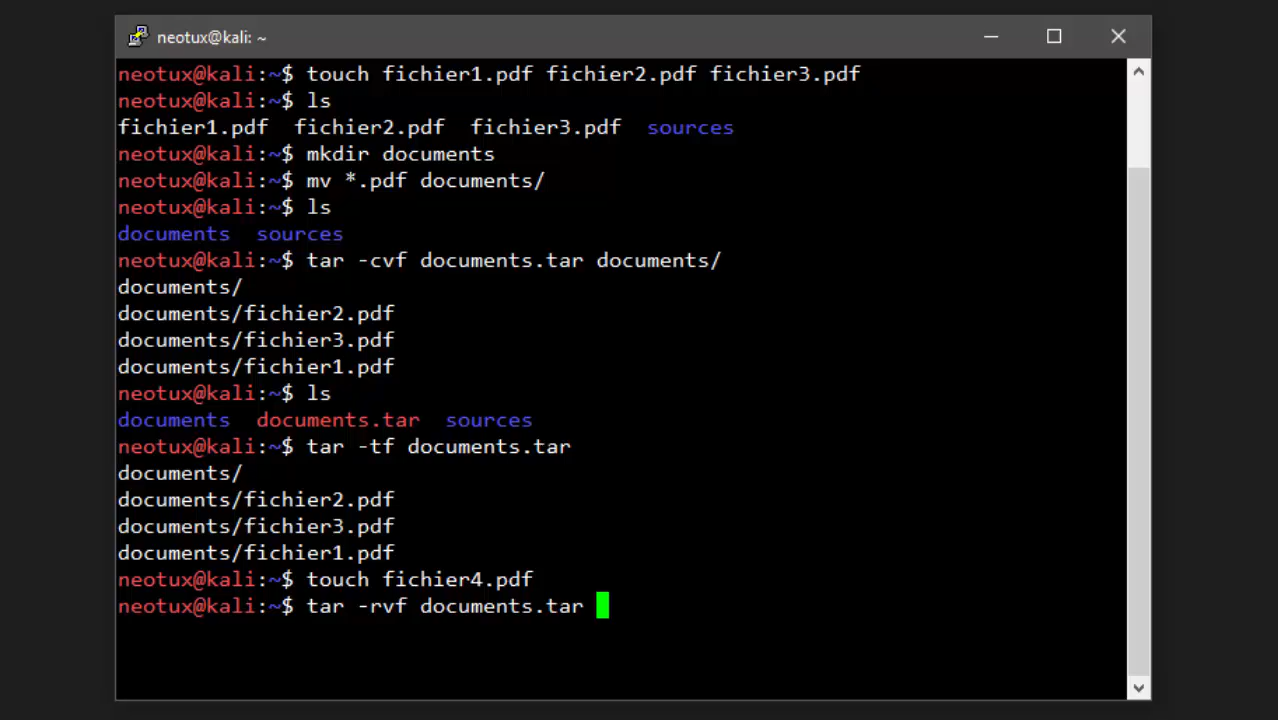 neotux@kali: ~
neotux@kali:~$ touch fichier1.pdf fichier2.pdf fichier3.pdf
neotux@kali:~$ ls
fichier1.pdf  fichier2.pdf  fichier3.pdf  sources
neotux@kali:~$ mkdir documents
neotux@kali:~$ mv *.pdf documents/
neotux@kali:~$ ls
documents  sources
neotux@kali:~$ tar -cvf documents.tar documents/
documents/
documents/fichier2.pdf
documents/fichier3.pdf
documents/fichier1.pdf
neotux@kali:~$ ls
documents  documents.tar  sources
neotux@kali:~$ tar -tf documents.tar
documents/
documents/fichier2.pdf
documents/fichier3.pdf
documents/fichier1.pdf
neotux@kali:~$ touch fichier4.pdf
neotux@kali:~$ tar -rvf documents.tar